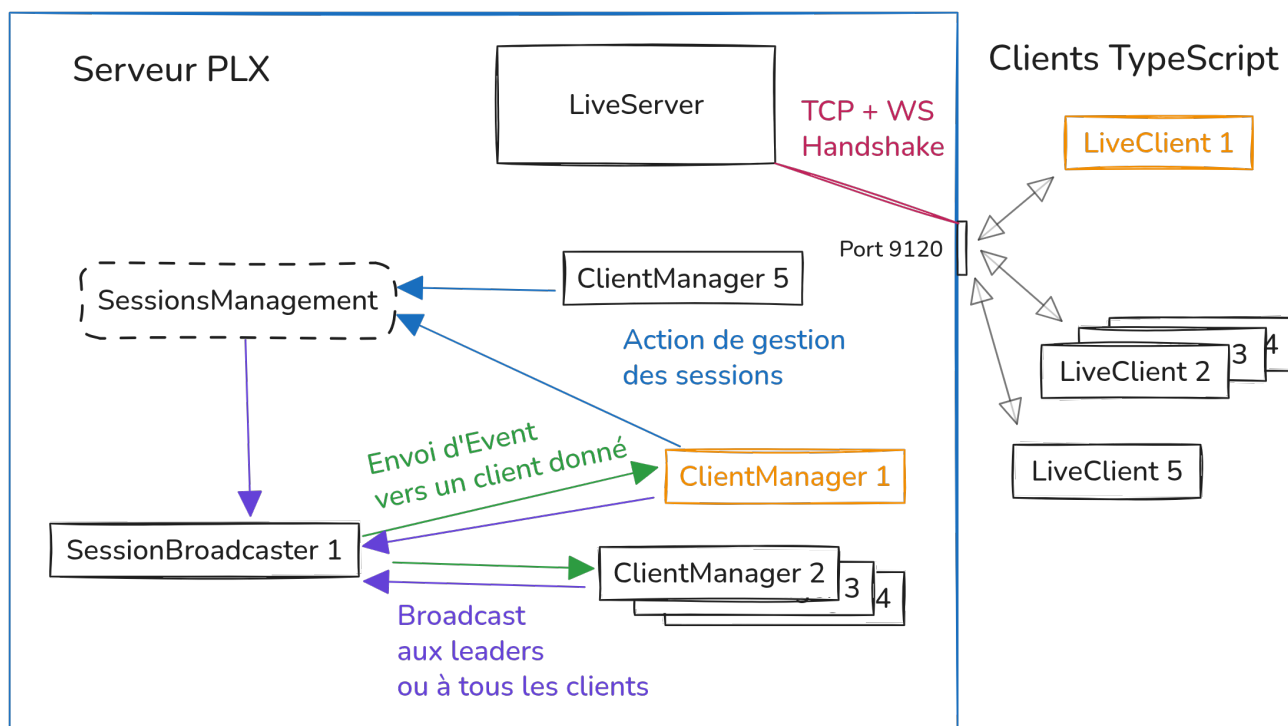 Serveur PLX
Clients TypeScript
LiveServer
TCP + WS
Handshake
LiveClient 1
Port 9120
ClientManager 5
SessionsManagement
Action de gestion
des sessions
LiveClient 2
3
4
Envoi d'Event
vers un client donné
ClientManager 1
LiveClient 5
SessionBroadcaster 1
ClientManager 2
3
4
Broadcast
aux leaders
ou à tous les clients